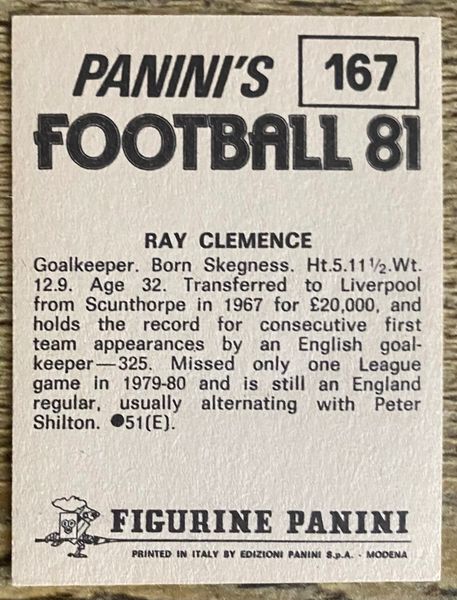 PANINI'S
167
FOOTBALL 81
RAY CLEMENCE
Goalkeeper. Born Skegness. Ht.5.11½.Wt.
12.9. Age 32. Transferred to Liverpool
from Scunthorpe in 1967 for £20,000, and
holds the record for consecutive first
team appearances by an English goal-
keeper—325. Missed only one League
game in 1979-80 and is still an England
regular, usually alternating with Peter
Shilton. ●51(E).
FIGURINE PANINI
PRINTED IN ITALY BY EDIZIONI PANINI S.p.A. - MODENA